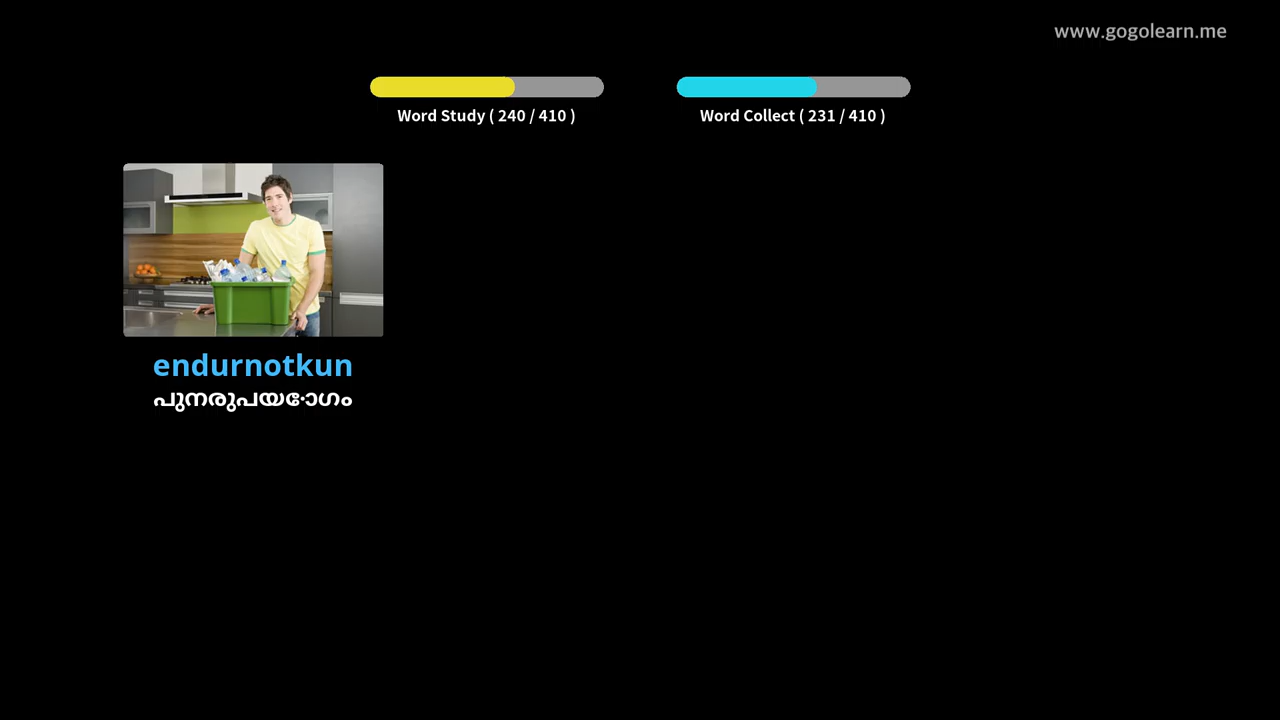 www.gogolearn.me
Word Study ( 240 / 410 )
Word Collect ( 231 / 410 )
endurnotkun
പുനരുപയോഗം